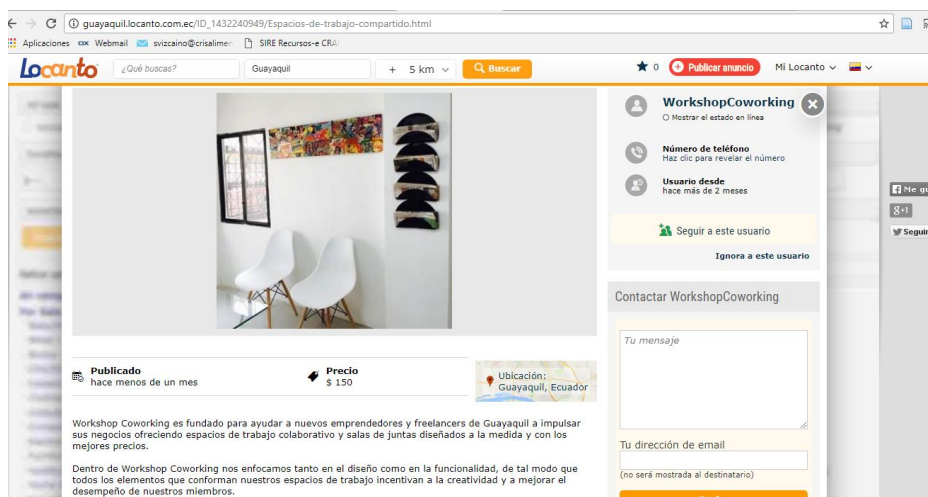 guayaquil.locanto.com.ec/ID_1432240949/Espacios-de-trabajo-compartido.html
Aplicaciones Webmail svizcaino@crisalimen SIRE Recursos-e CRAI
Locanto ¿Qué buscas? Guayaquil + 5 km Buscar 0 Publicar anuncio Mi Locanto
WorkshopCoworking
Mostrar el estado en línea
Número de teléfono
Haz clic para revelar el número
Usuario desde
hace más de 2 meses
Seguir a este usuario
Ignora a este usuario
Contactar WorkshopCoworking
Tu mensaje
Tu dirección de email
(no será mostrada al destinatario)
Publicado
hace menos de un mes
Precio
$ 150
Ubicación:
Guayaquil, Ecuador
Workshop Coworking es fundado para ayudar a nuevos emprendedores y freelancers de Guayaquil a impulsar
sus negocios ofreciendo espacios de trabajo colaborativo y salas de juntas diseñados a la medida y con los
mejores precios.
Dentro de Workshop Coworking nos enfocamos tanto en el diseño como en la funcionalidad, de tal modo que
todos los elementos que conforman nuestros espacios de trabajo incentivan a la creatividad y a mejorar el
desempeño de nuestros miembros.
Me gu
g+1
Seguir